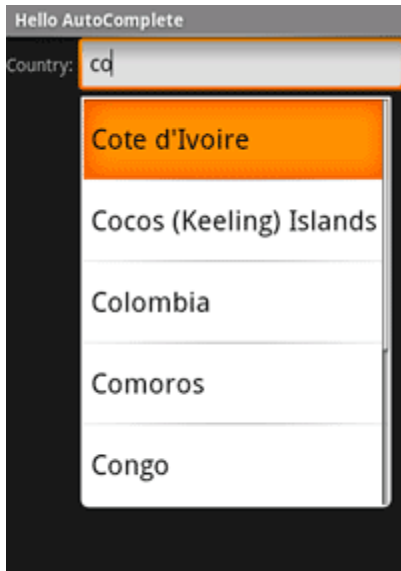 Hello AutoComplete
Country: co
Cote d'Ivoire
Cocos (Keeling) Islands
Colombia
Comoros
Congo